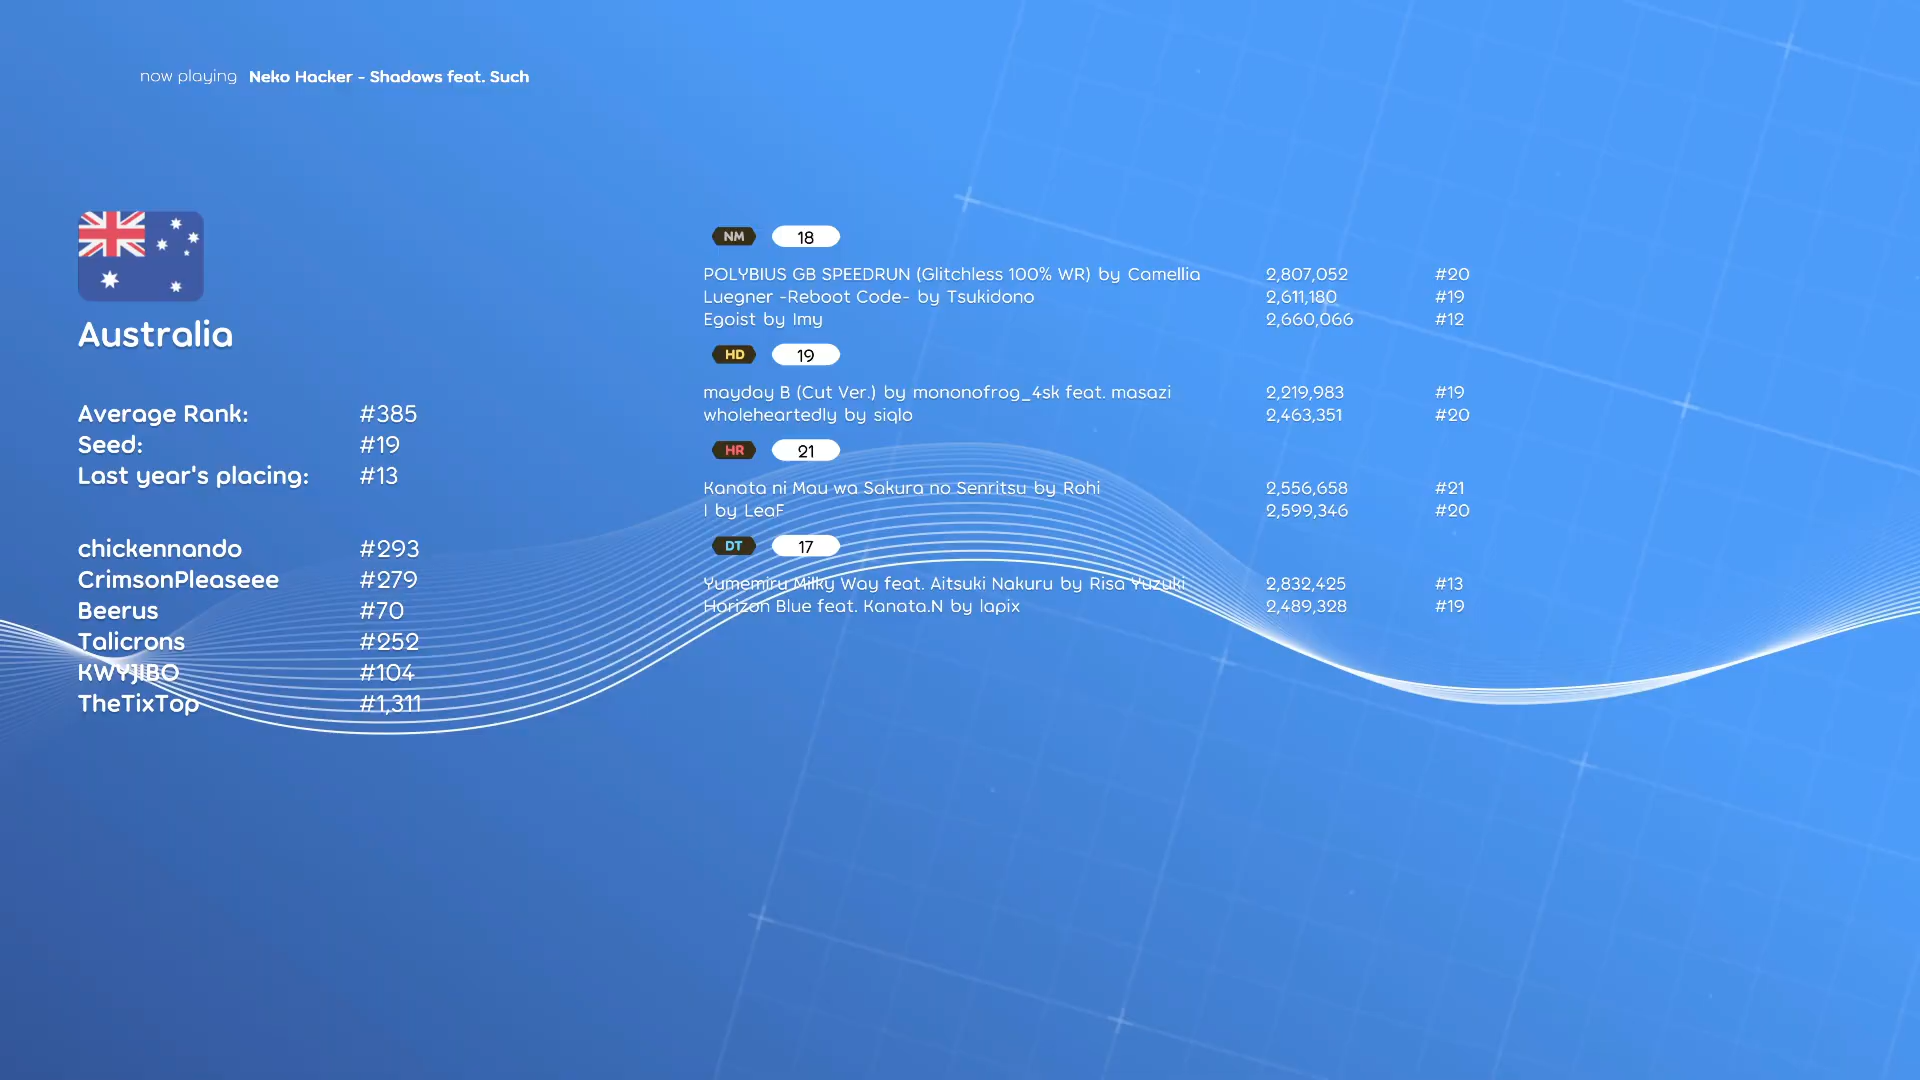 now playing Neko Hacker - Shadows feat. Such
Australia
Average Rank: #385
Seed: #19
Last year's placing: #13
chickennando #293
CrimsonPleaseee #279
Beerus #70
Talicrons #252
KWYJIBO #104
TheTixTop #1,311
NM 18
POLYBIUS GB SPEEDRUN (Glitchless 100% WR) by Camellia 2,807,052 #20
Luegner -Reboot Code- by Tsukidono 2,611,180 #19
Egoist by Imy 2,660,066 #12
HD 19
mayday B (Cut Ver.) by mononofrog_4sk feat. masazi 2,219,983 #19
wholeheartedly by siqlo 2,463,351 #20
HR 21
Kanata ni Mau wa Sakura no Senritsu by Rohi 2,556,658 #21
I by LeaF 2,599,346 #20
DT 17
Yumemiru Milky Way feat. Aitsuki Nakuru by Risa Yuzuki 2,832,425 #13
Horizon Blue feat. Kanata.N by lapix 2,489,328 #19